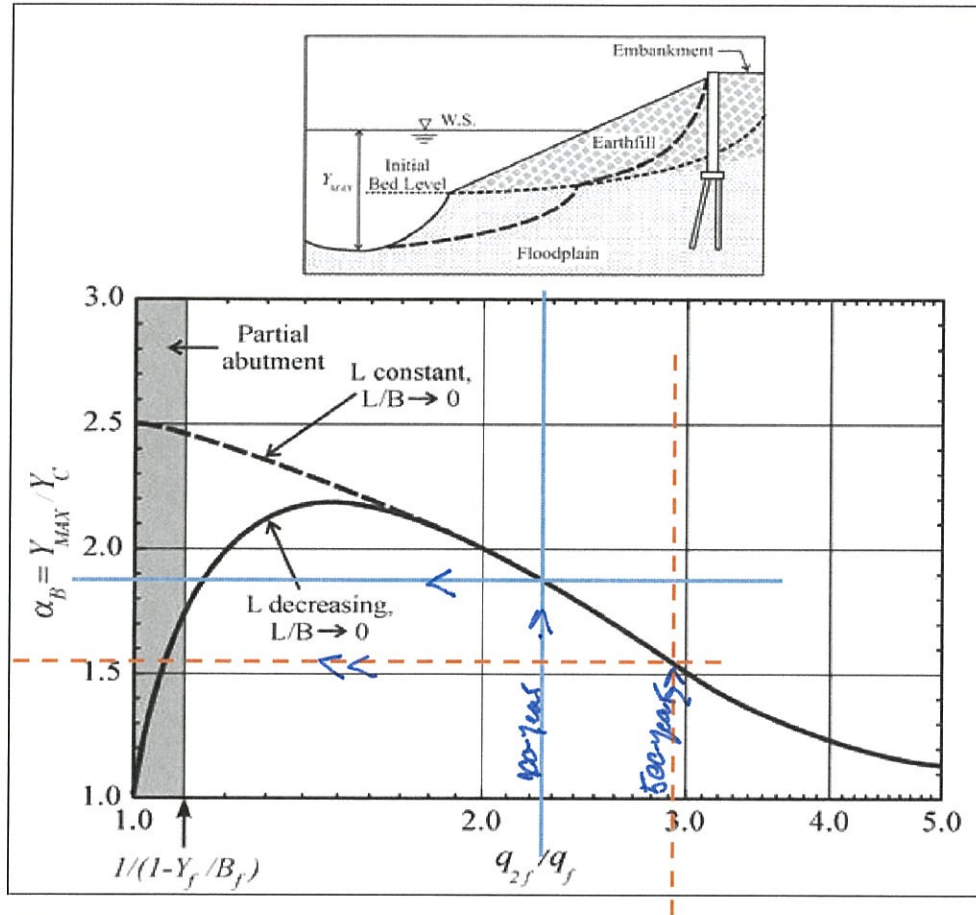 Embankment
W.S.
Earthfill
Y_MAX
Initial
Bed Level
Floodplain
3.0
2.5
2.0
1.5
1.0
α_B = Y_MAX / Y_C
Partial
abutment
L constant,
L/B → 0
L decreasing,
L/B → 0
100-year
500-year
1.0
2.0
3.0
4.0
5.0
1/(1-Y_f /B_f)
q_2f /q_f